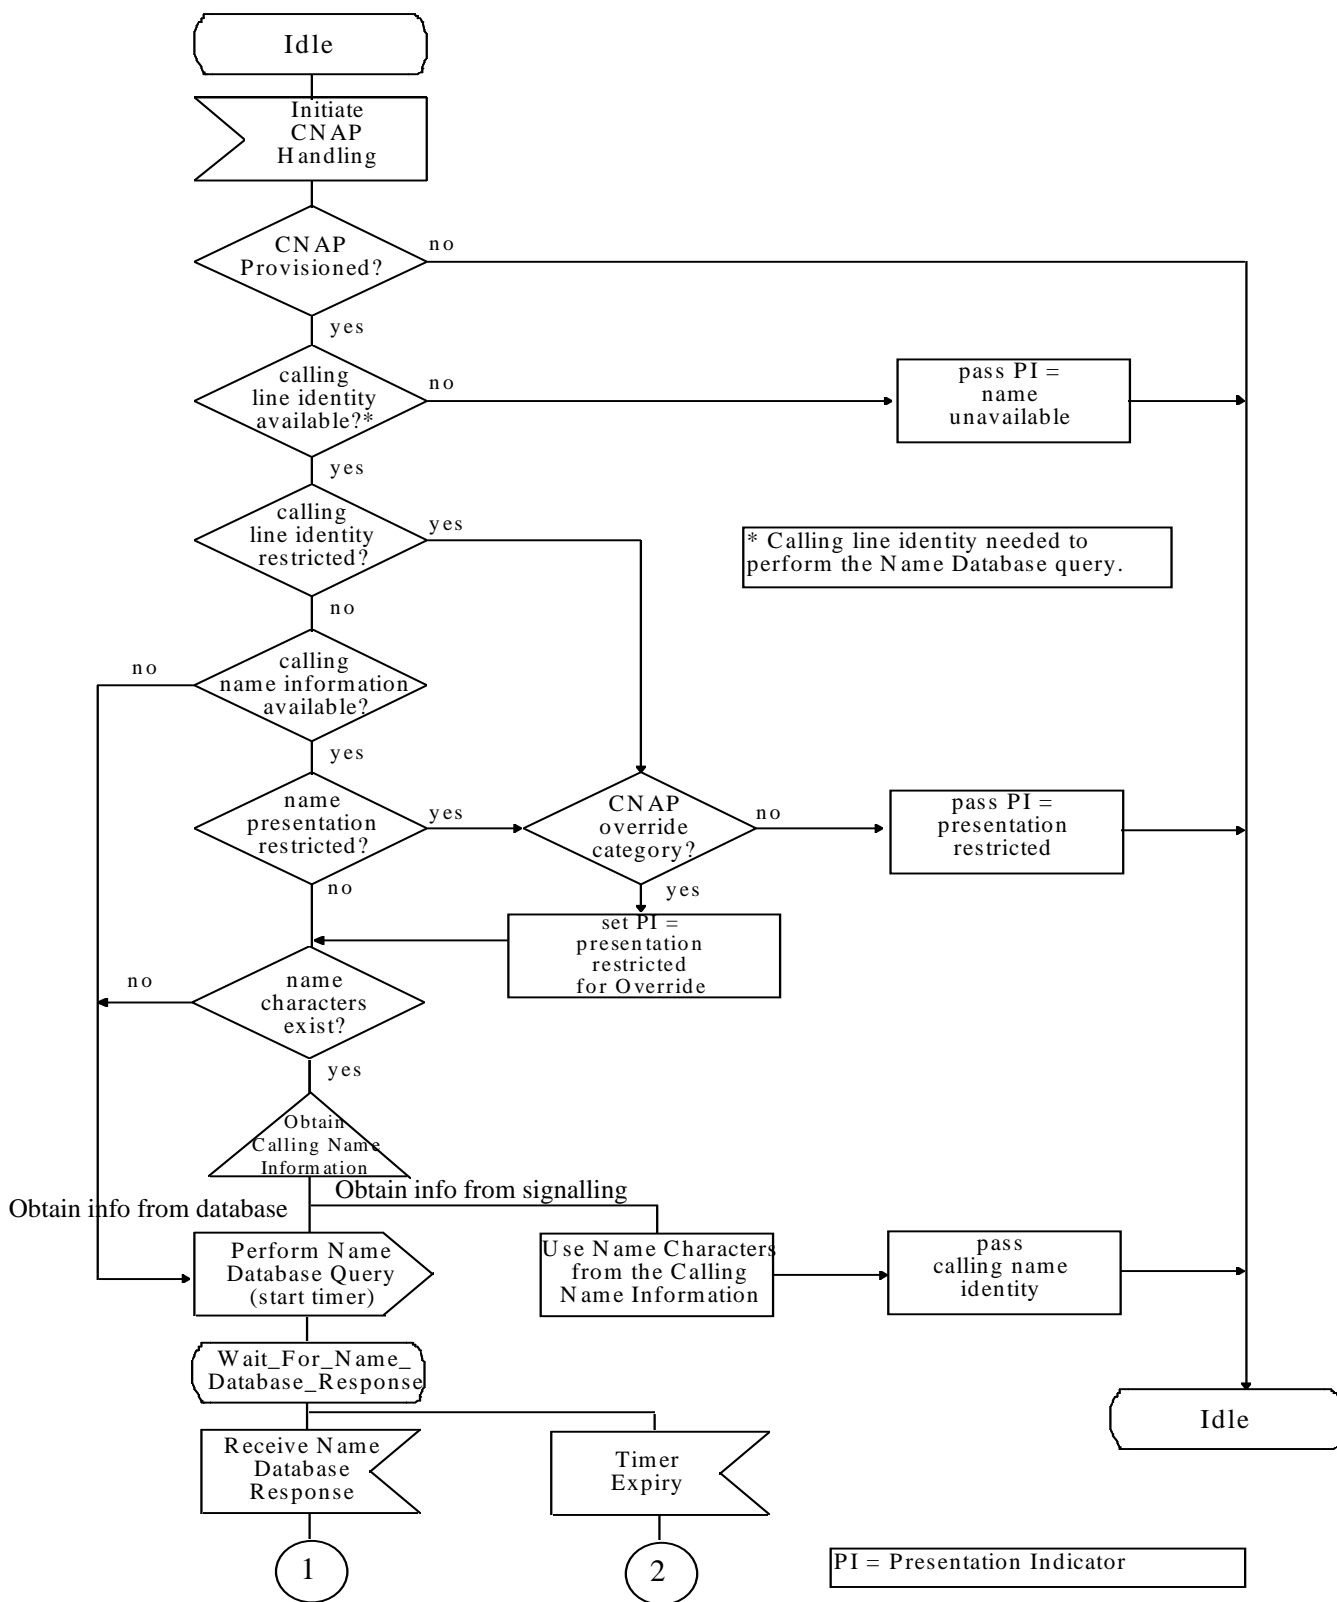 Idle
Initiate
CNAP
Handling
CNAP
Provisioned?
no
yes
calling
line identity
available?*
no
pass PI =
name
unavailable
yes
calling
line identity
restricted?
yes
* Calling line identity needed to
perform the Name Database query.
no
calling
name information
available?
no
yes
name
presentation
restricted?
yes
CNAP
override
category?
no
pass PI =
presentation
restricted
no
yes
set PI =
presentation
restricted
for Override
name
characters
exist?
no
yes
Obtain
Calling Name
Information
Obtain info from signalling
Obtain info from database
Perform Name
Database Query
(start timer)
Use Name Characters
from the Calling
Name Information
pass
calling name
identity
Wait_For_Name_
Database_Response
Idle
Receive Name
Database
Response
Timer
Expiry
1
2
PI = Presentation Indicator